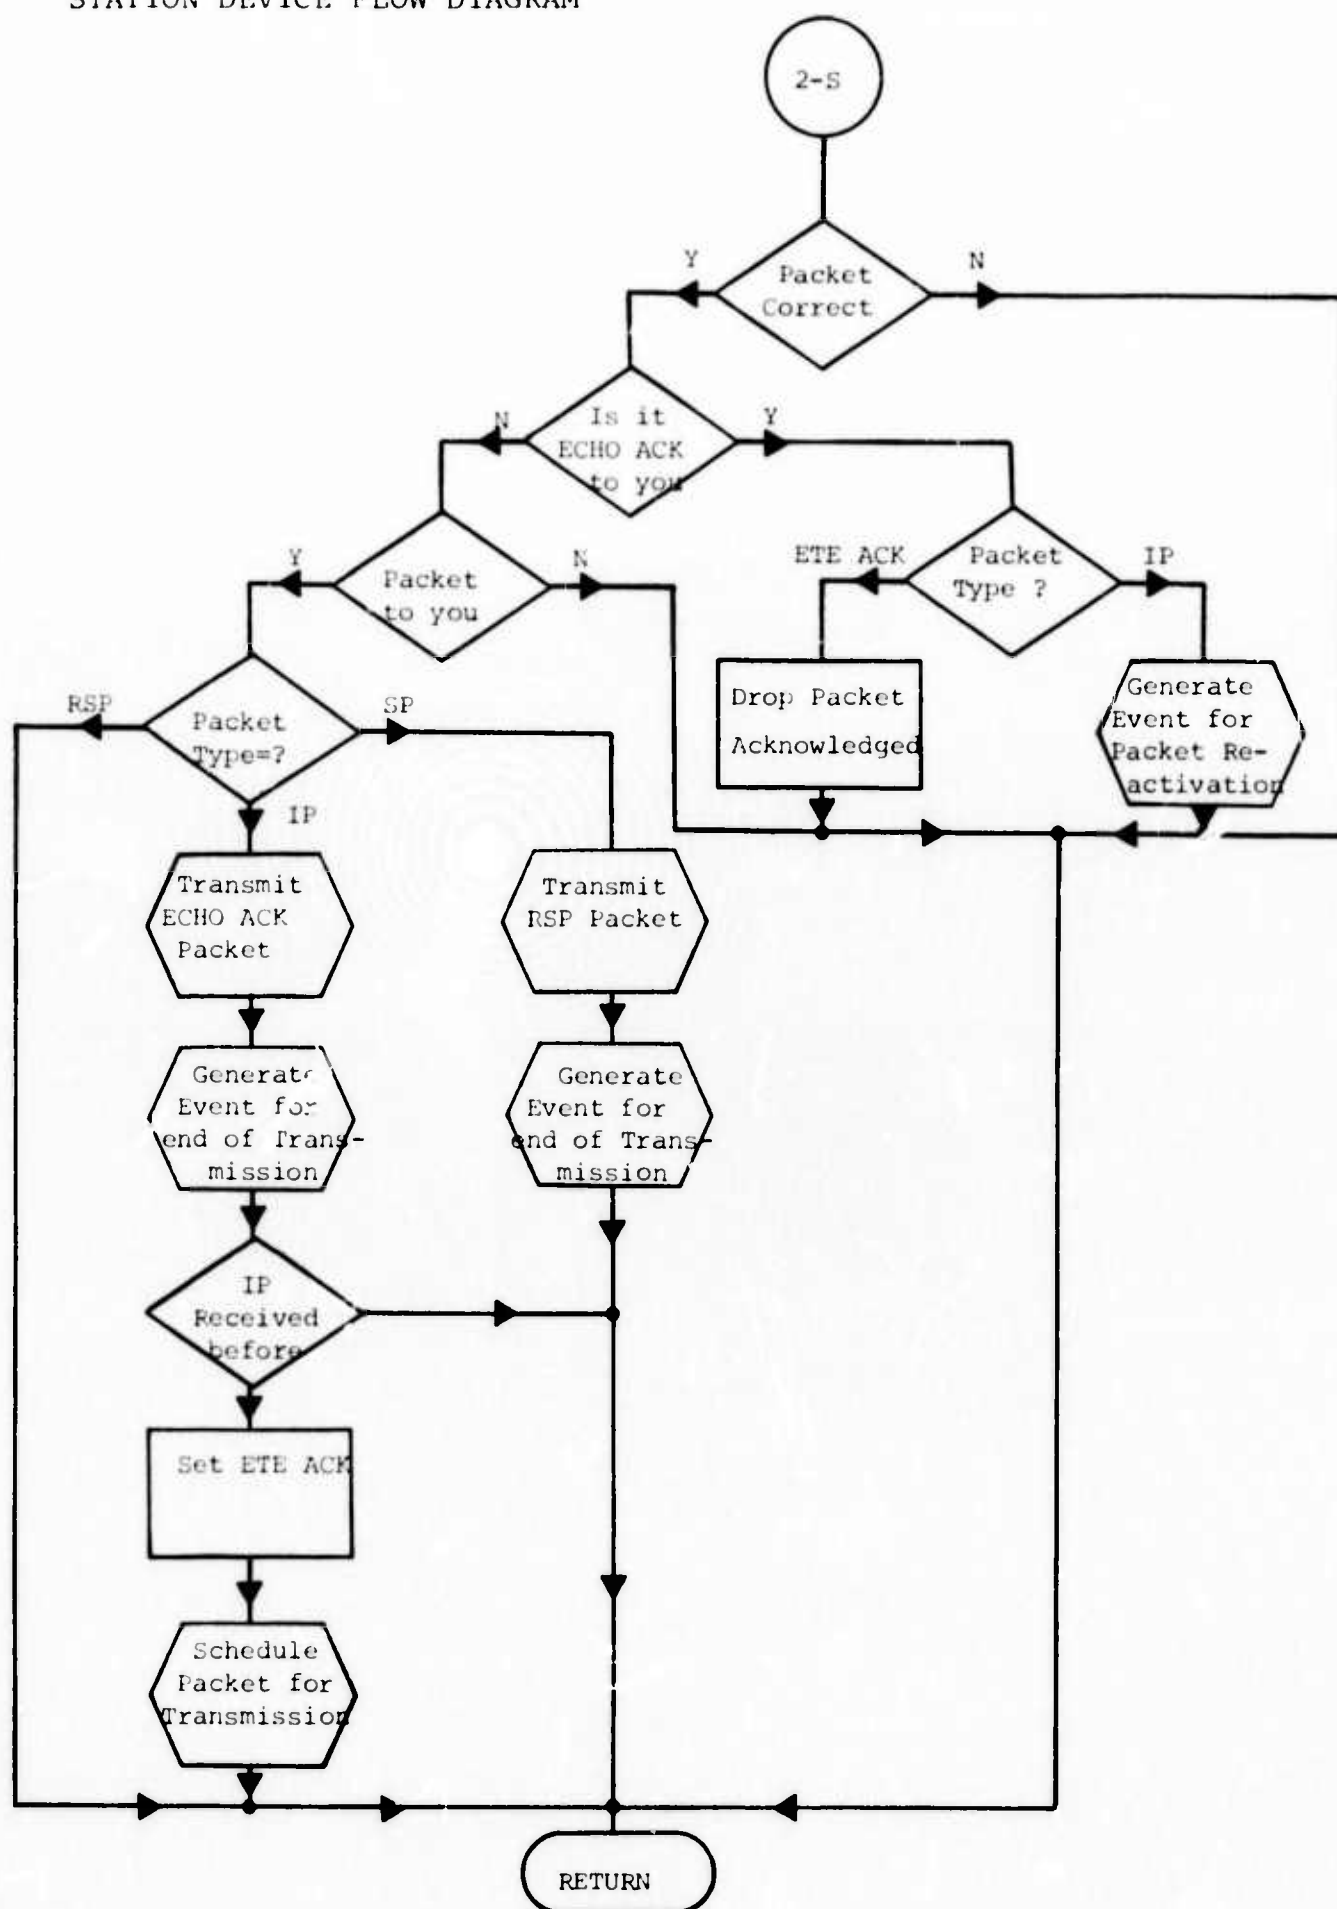 STATION DEVICE FLOW DIAGRAM
2-S
Y
Packet
Correct
N
N
Is it
ECHO ACK
to you
Y
Y
Packet
to you
N
ETE ACK
Packet
Type ?
IP
RSP
Packet
Type=?
SP
IP
Drop Packet
Acknowledged
Generate
Event for
Packet Re-
activation
Transmit
ECHO ACK
Packet
Transmit
RSP Packet
Generate
Event for
end of Trans-
mission
Generate
Event for
end of Trans-
mission
IP
Received
before
Set ETE ACK
Schedule
Packet for
Transmission
RETURN